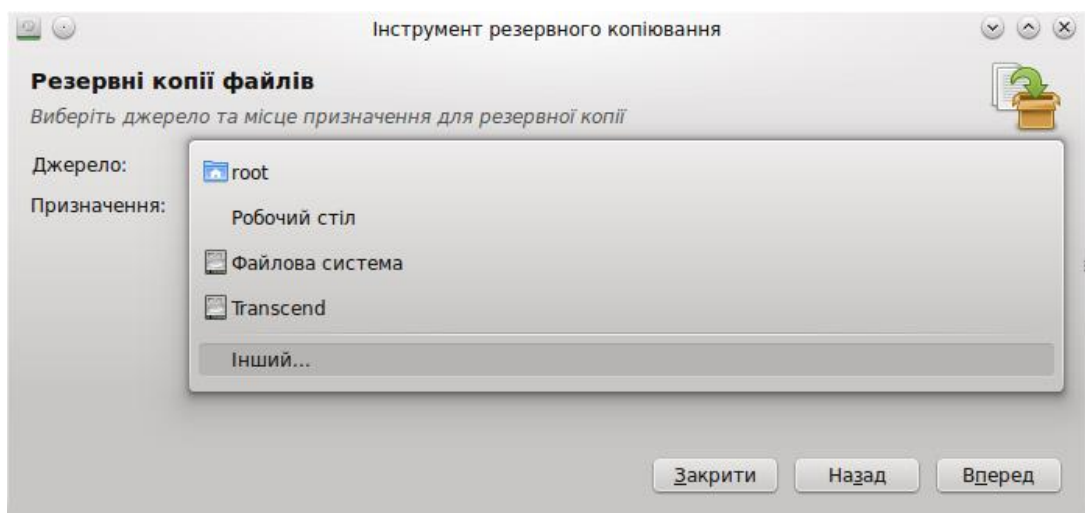 Інструмент резервного копіювання
Резервні копії файлів
Виберіть джерело та місце призначення для резервної копії
Джерело:
root
Призначення:
Робочий стіл
Файлова система
Transcend
Інший...
Закрити Назад Вперед